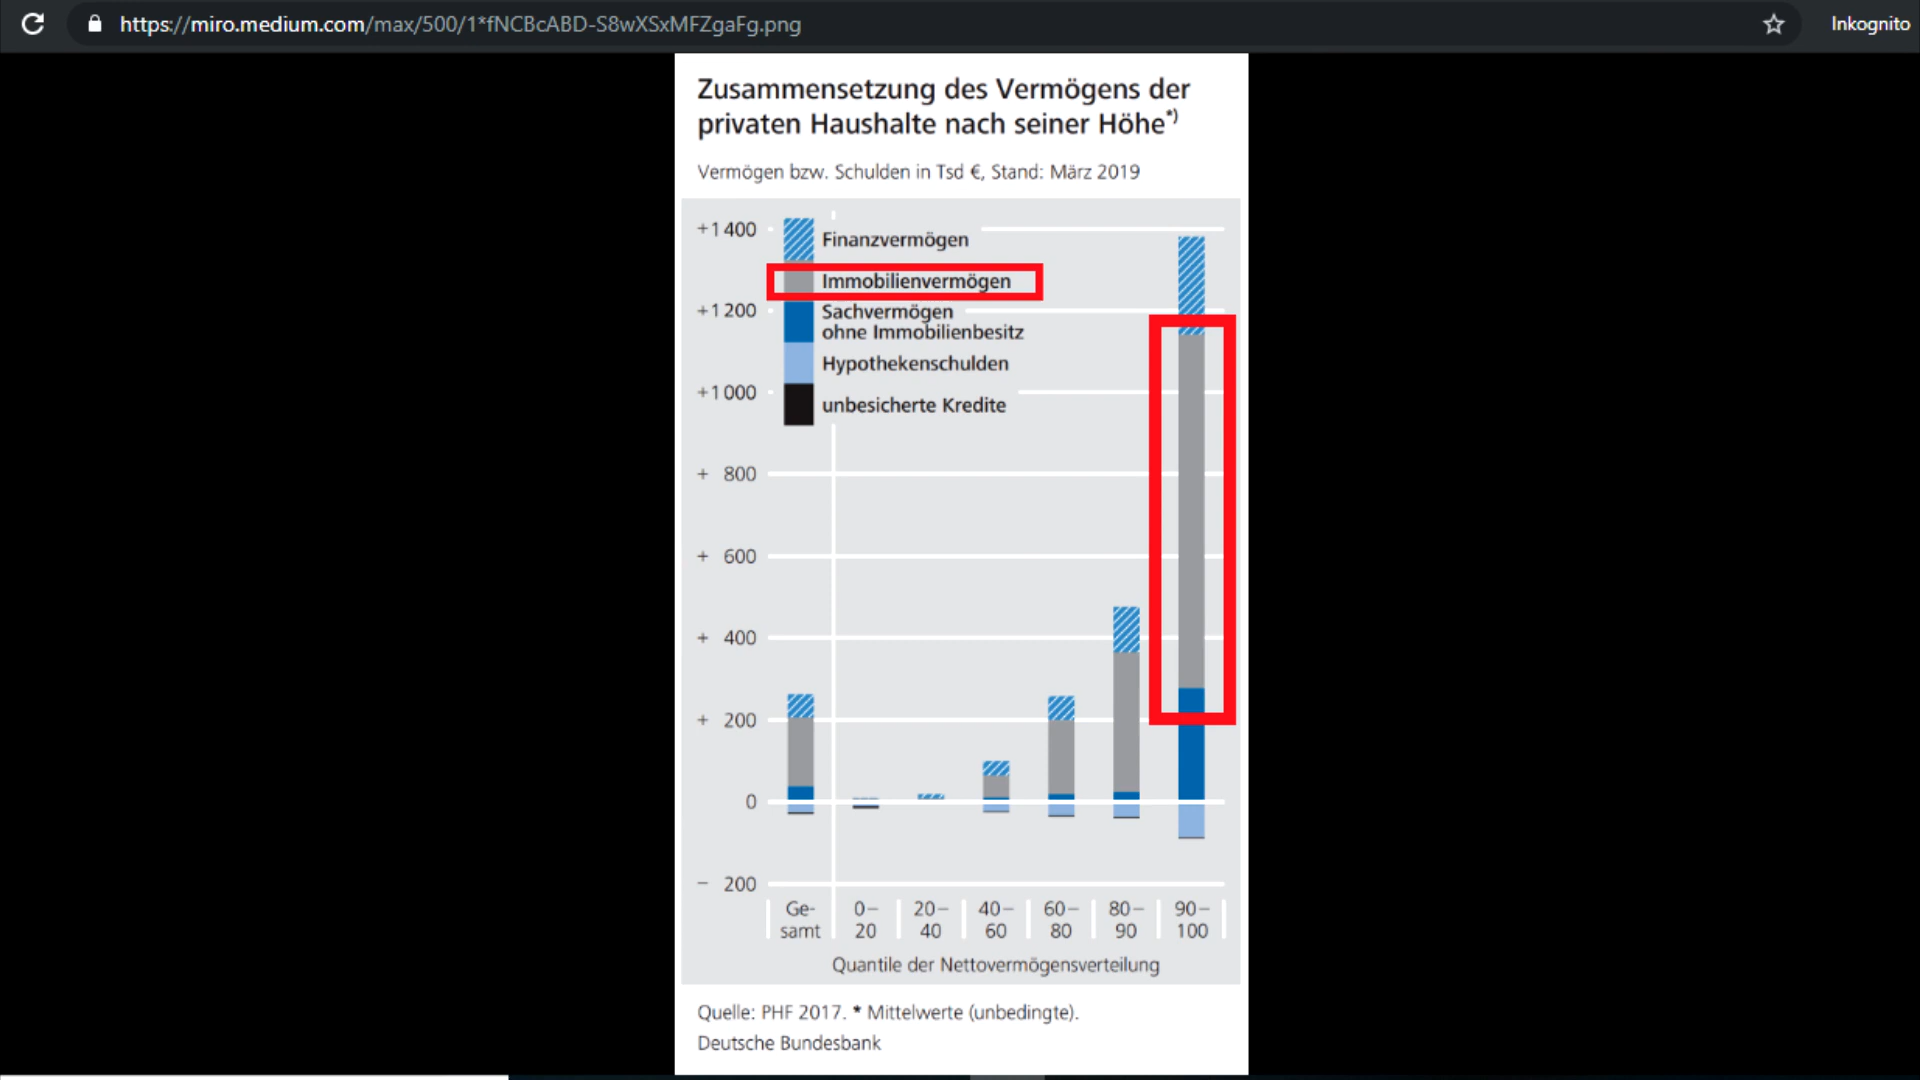 https://miro.medium.com/max/500/1*fNCBcABD-S8wXSxMFZgaFg.png
Inkognito
Zusammensetzung des Vermögens der
privaten Haushalte nach seiner Höhe*)
Vermögen bzw. Schulden in Tsd €, Stand: März 2019
+1 400
Finanzvermögen
Immobilienvermögen
+1 200
Sachvermögen
ohne Immobilienbesitz
Hypothekenschulden
+1 000
unbesicherte Kredite
+ 800
+ 600
+ 400
+ 200
0
− 200
Ge- 0– 20– 40– 60– 80– 90–
samt 20 40 60 80 90 100
Quantile der Nettovermögensverteilung
Quelle: PHF 2017. * Mittelwerte (unbedingte).
Deutsche Bundesbank